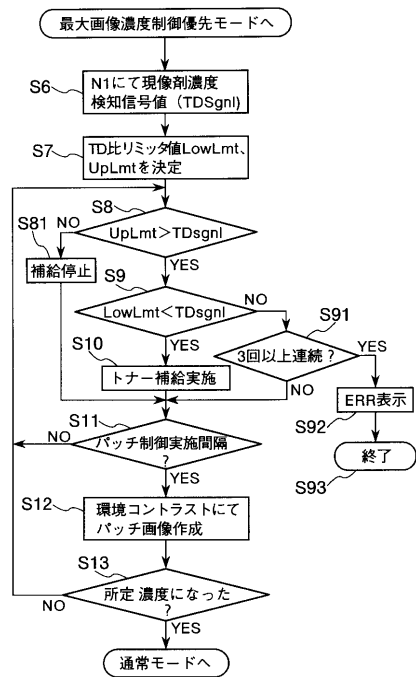 最大画像濃度制御優先モードへ
S6
N1にて現像剤濃度
検知信号値(TDSgnl)
S7
TD比リミッタ値LowLmt、
UpLmtを決定
S8
S81
NO
UpLmt>TDsgnl
補給停止
YES
S9
LowLmt<TDsgnl
NO
S91
S10
YES
3回以上連続?
YES
トナー補給実施
NO
ERR表示
S92
S11
NO
パッチ制御実施間隔
?
終了
S93
YES
S12
環境コントラストにて
パッチ画像作成
S13
所定 濃度になった
?
NO
YES
通常モードへ